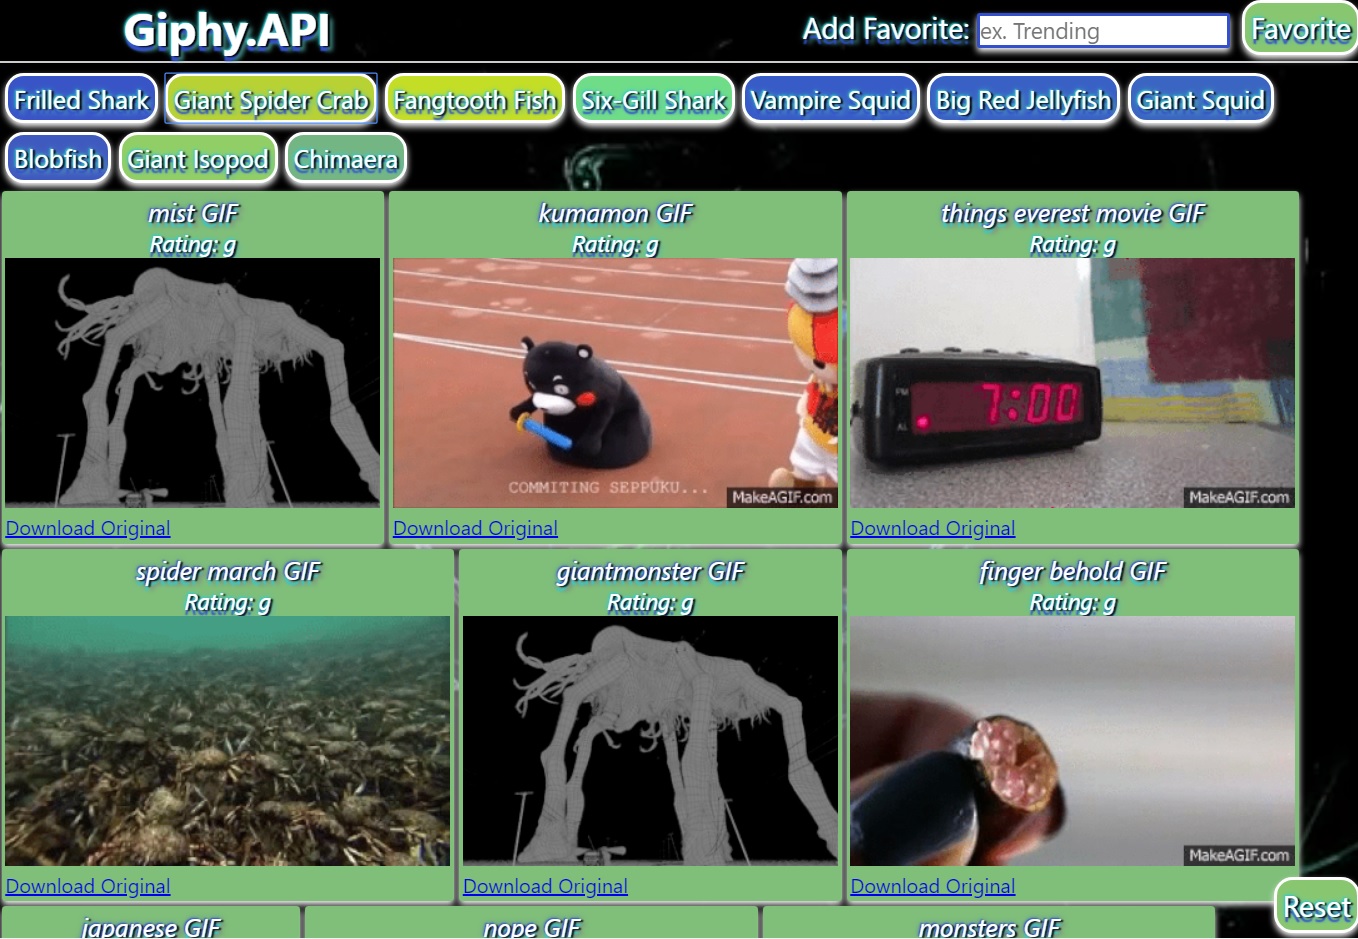 Giphy.API
Add Favorite: ex. Trending Favorite
Frilled Shark Giant Spider Crab Fangtooth Fish Six-Gill Shark Vampire Squid Big Red Jellyfish Giant Squid
Blobfish Giant Isopod Chimaera
mist GIF
Rating: g
Download Original
kumamon GIF
Rating: g
COMMITING SEPPUKU...
MakeAGIF.com
Download Original
things everest movie GIF
Rating: g
PM
7:00
AL
MakeAGIF.com
Download Original
spider march GIF
Rating: g
Download Original
giantmonster GIF
Rating: g
Download Original
finger behold GIF
Rating: g
MakeAGIF.com
Download Original
japanese GIF
nope GIF
monsters GIF
Reset